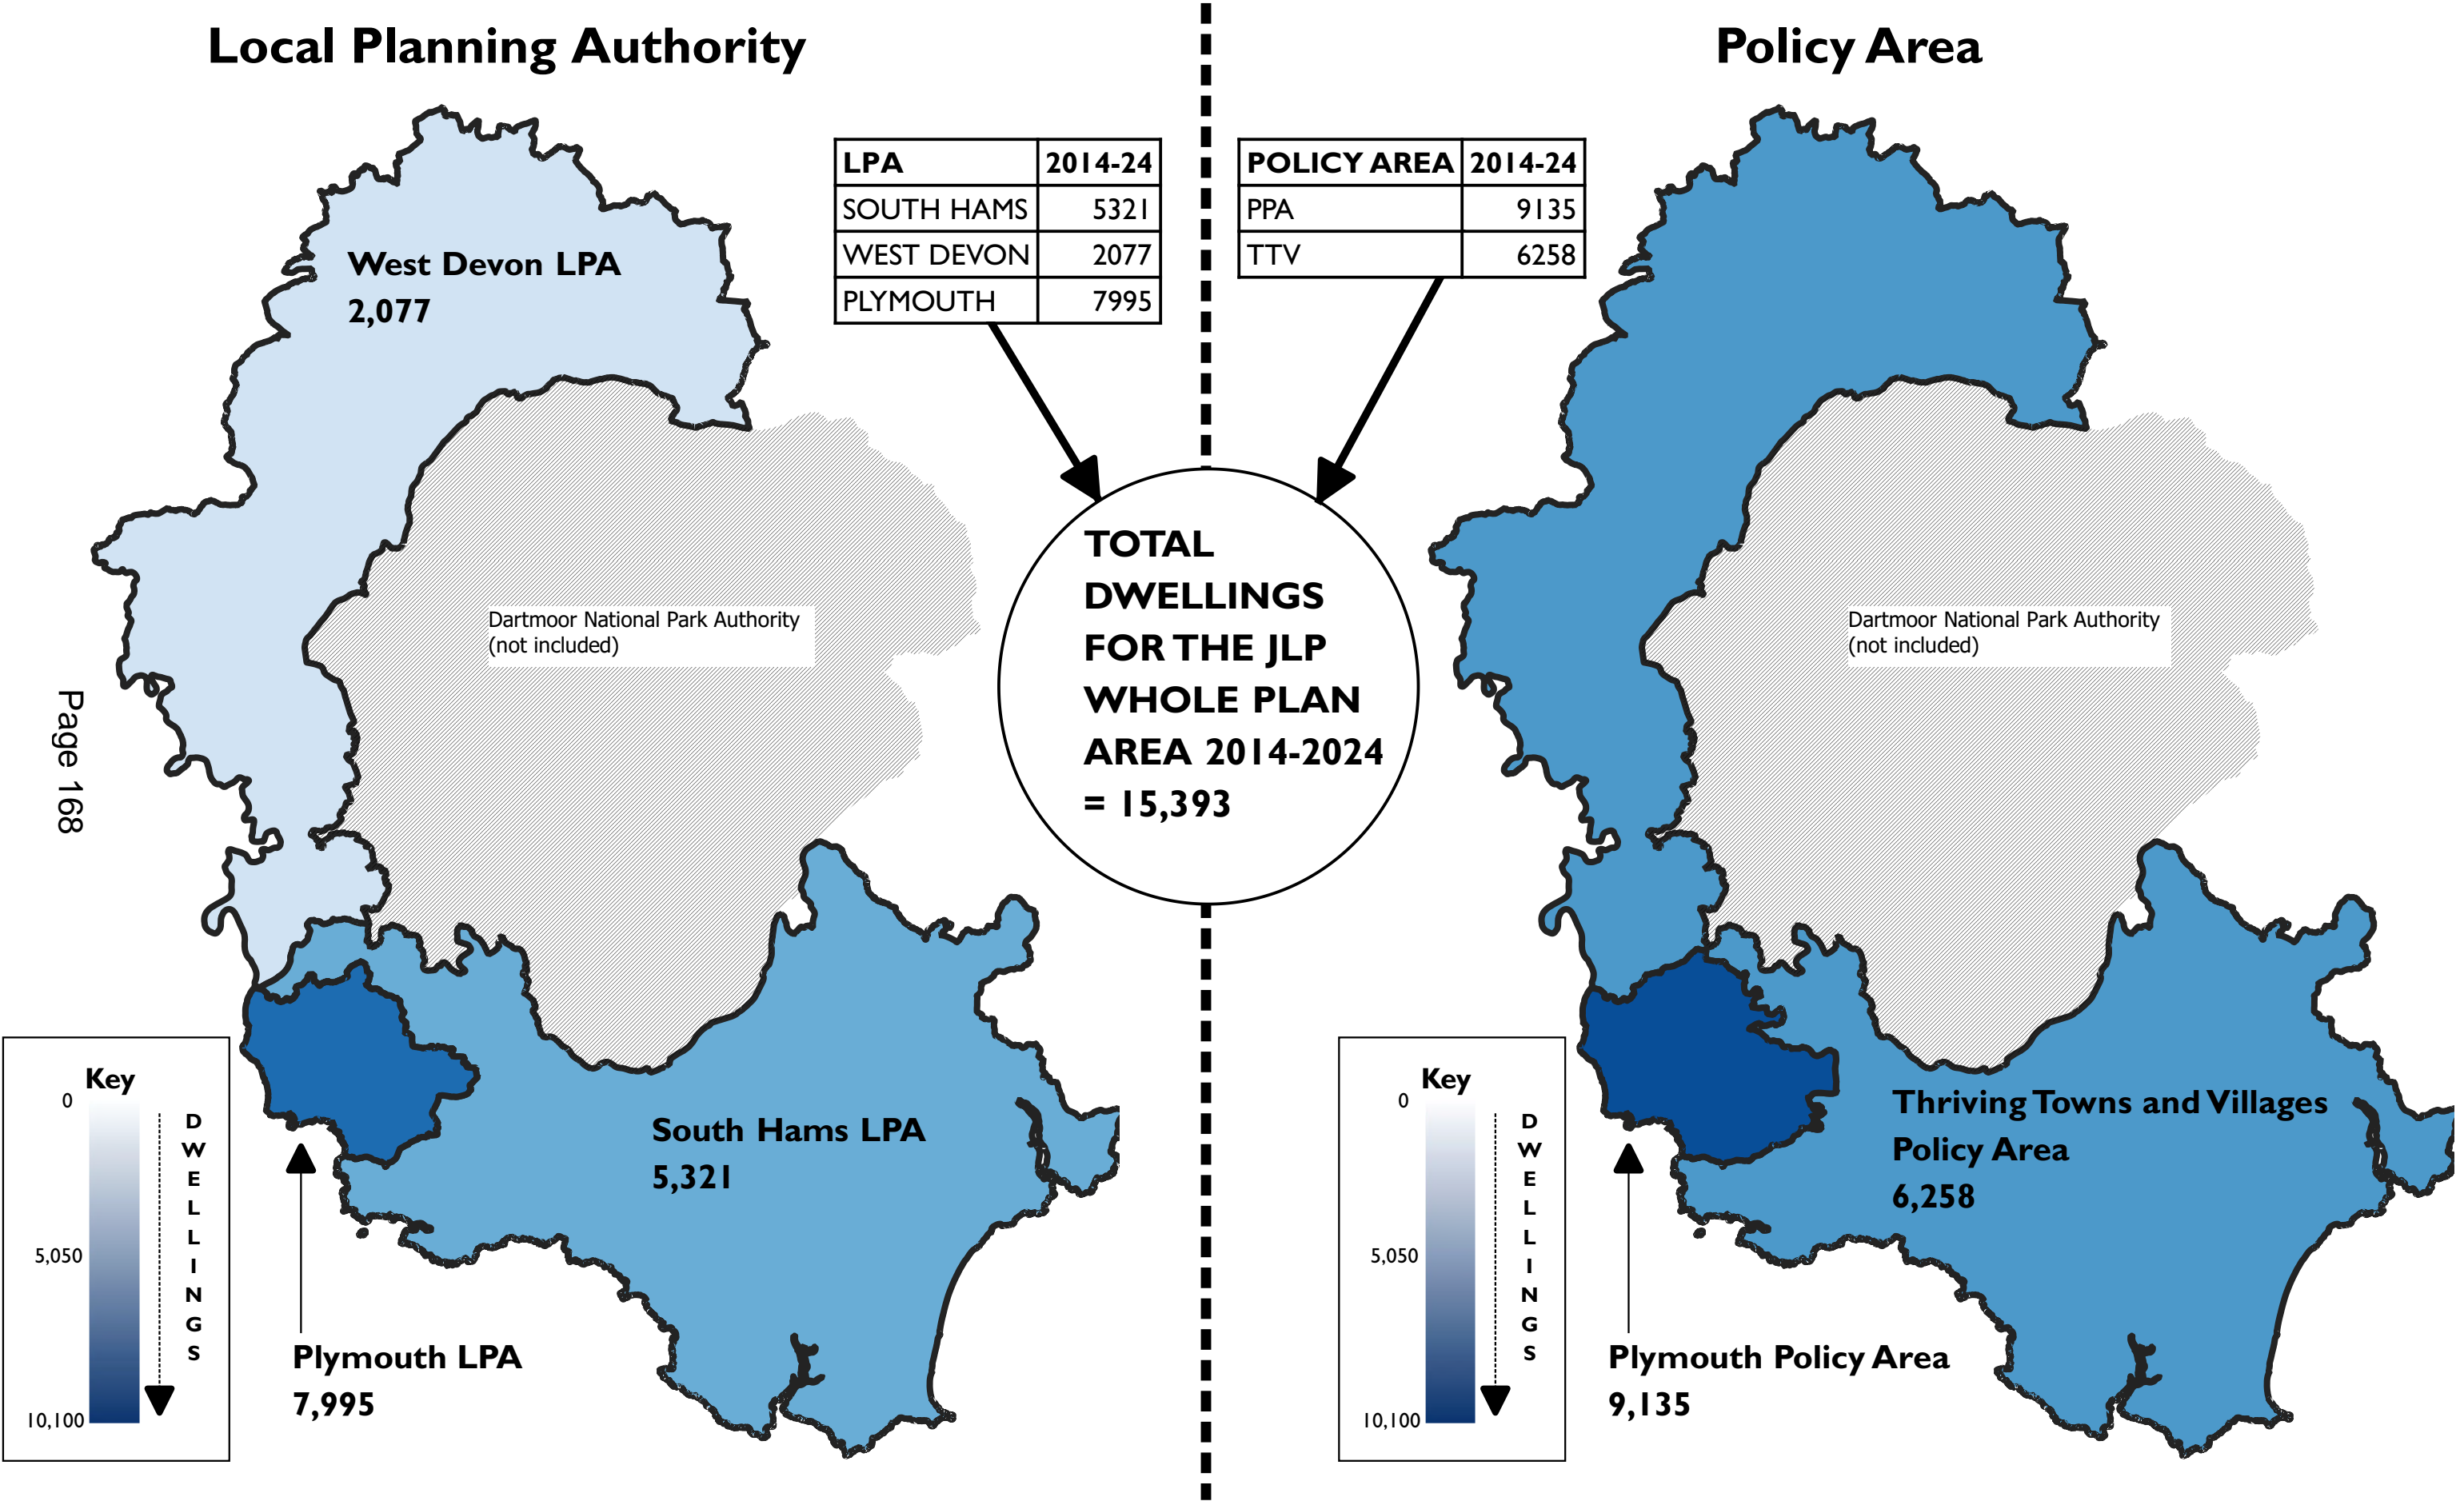 Local Planning Authority
Policy Area
LPA 2014-24
SOUTH HAMS 5321
WEST DEVON 2077
PLYMOUTH 7995
POLICY AREA 2014-24
PPA 9135
TTV 6258
West Devon LPA
2,077
Dartmoor National Park Authority
(not included)
TOTAL
DWELLINGS
FOR THE JLP
WHOLE PLAN
AREA 2014-2024
= 15,393
Dartmoor National Park Authority
(not included)
Page 168
South Hams LPA
5,321
Plymouth LPA
7,995
Key
0
5,050
10,100
DWELLINGS
Thriving Towns and Villages
Policy Area
6,258
Plymouth Policy Area
9,135
Key
0
5,050
10,100
DWELLINGS